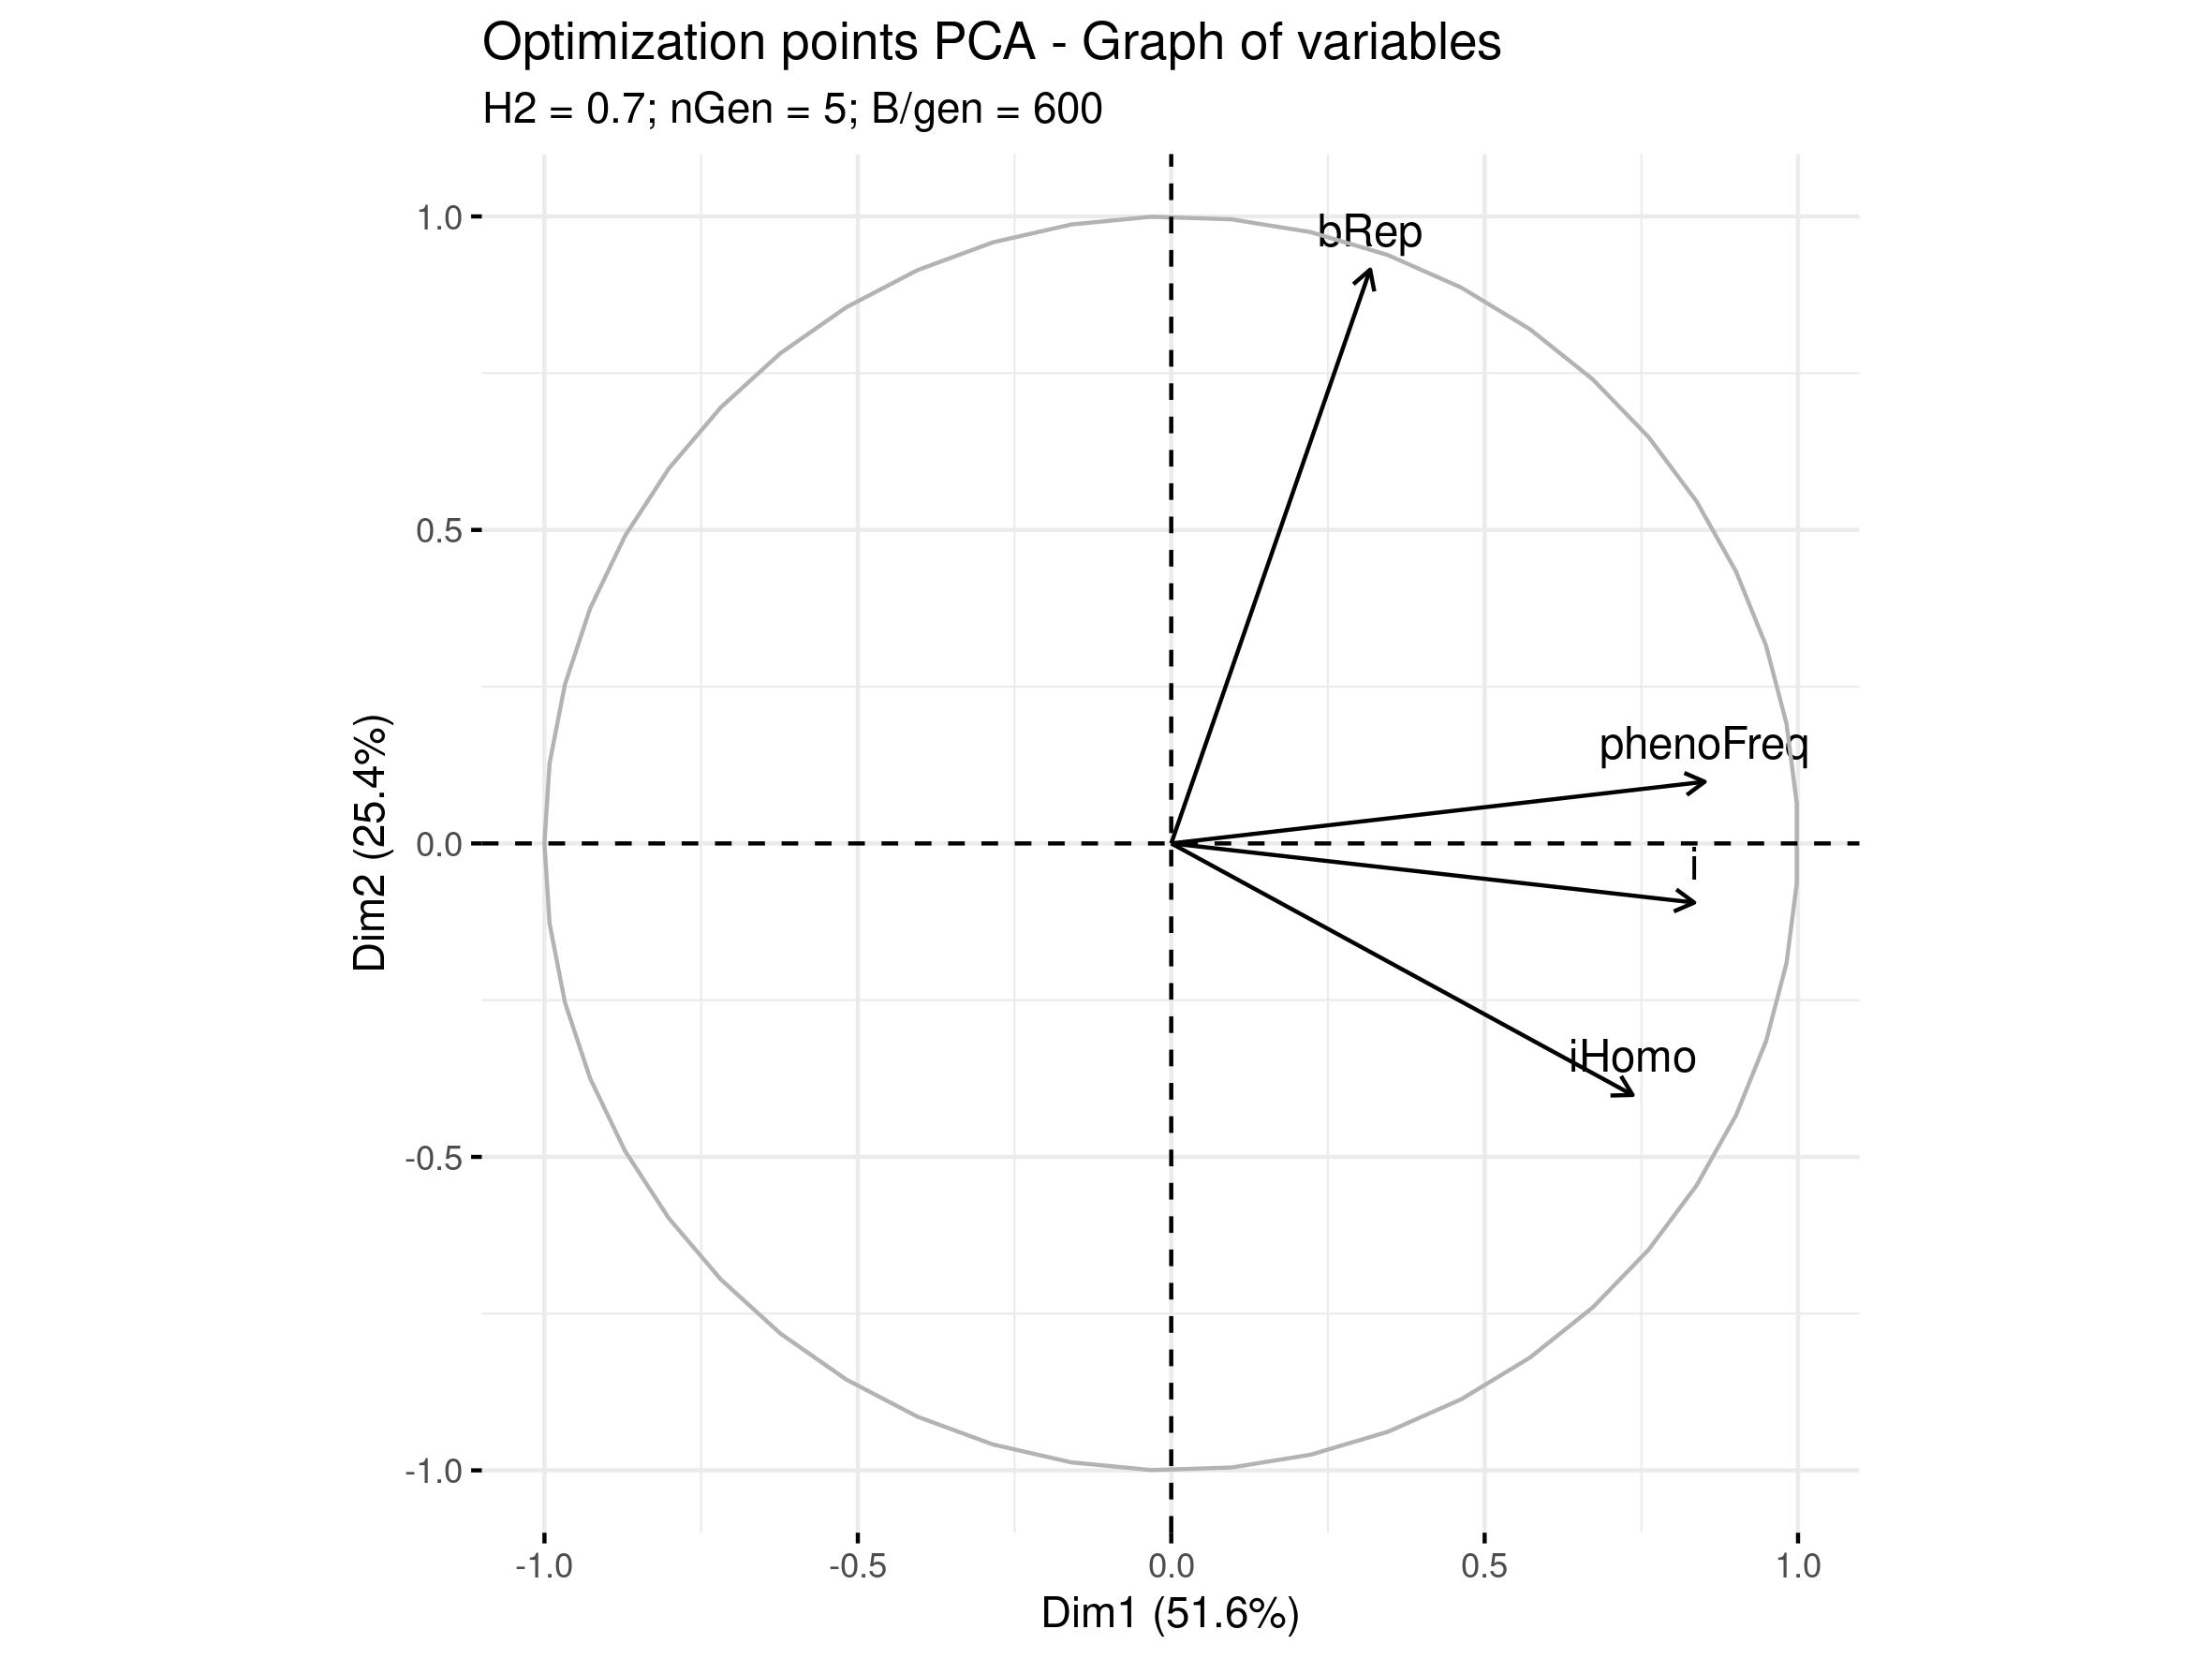 Optimization points PCA - Graph of variables
H2 = 0.7; nGen = 5; B/gen = 600
bRep
phenoFreq
i
iHomo
1.0
0.5
0.0
-0.5
-1.0
Dim2 (25.4%)
-1.0
-0.5
0.0
0.5
1.0
Dim1 (51.6%)